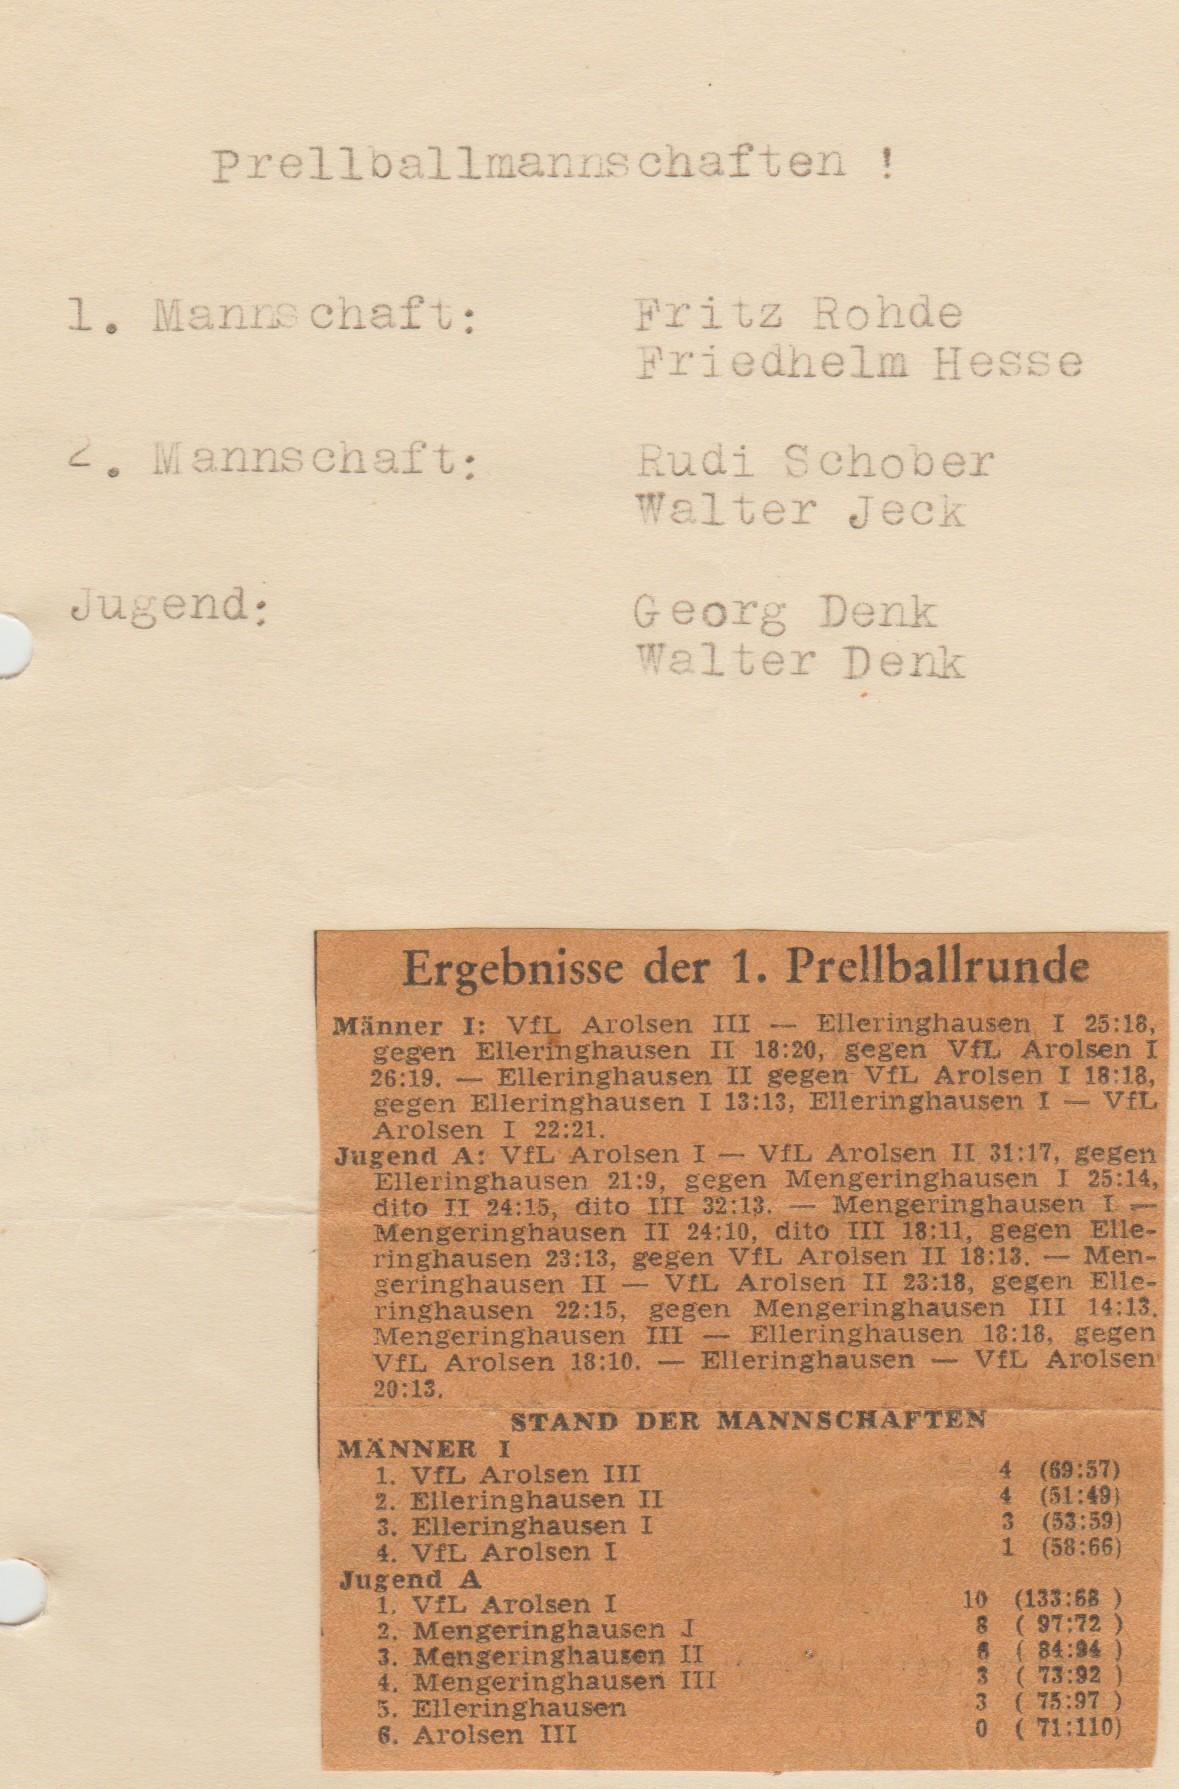 Prellballmannschaften !
1. Mannschaft: Fritz Rohde
Friedhelm Hesse
2. Mannschaft: Rudi Schober
Walter Jeck
Jugend: Georg Denk
Walter Denk
Ergebnisse der 1. Prellballrunde
Männer I: VfL Arolsen III — Elleringhausen I 25:18,
gegen Elleringhausen II 18:20, gegen VfL Arolsen I
26:19. — Elleringhausen II gegen VfL Arolsen I 18:18,
gegen Elleringhausen I 13:13, Elleringhausen I — VfL
Arolsen I 22:21.
Jugend A: VfL Arolsen I — VfL Arolsen II 31:17, gegen
Elleringhausen 21:9, gegen Mengeringhausen I 25:14,
dito II 24:15, dito III 32:13. — Mengeringhausen I —
Mengeringhausen II 24:10, dito III 18:11, gegen Elle-
ringhausen 23:13, gegen VfL Arolsen II 18:13. — Men-
geringhausen II — VfL Arolsen II 23:18, gegen Elle-
ringhausen 22:15, gegen Mengeringhausen III 14:13.
Mengeringhausen III — Elleringhausen 18:18, gegen
VfL Arolsen 18:10. — Elleringhausen — VfL Arolsen
20:13.
STAND DER MANNSCHAFTEN
MÄNNER I
1. VfL Arolsen III 4 (69:57)
2. Elleringhausen II 4 (51:49)
3. Elleringhausen I 3 (53:59)
4. VfL Arolsen I 1 (58:66)
Jugend A
1. VfL Arolsen I 10 (133:68 )
2. Mengeringhausen I 8 ( 97:72 )
3. Mengeringhausen II 6 ( 84:94 )
4. Mengeringhausen III 3 ( 73:92 )
5. Elleringhausen 3 ( 75:97 )
6. Arolsen III 0 ( 71:110)